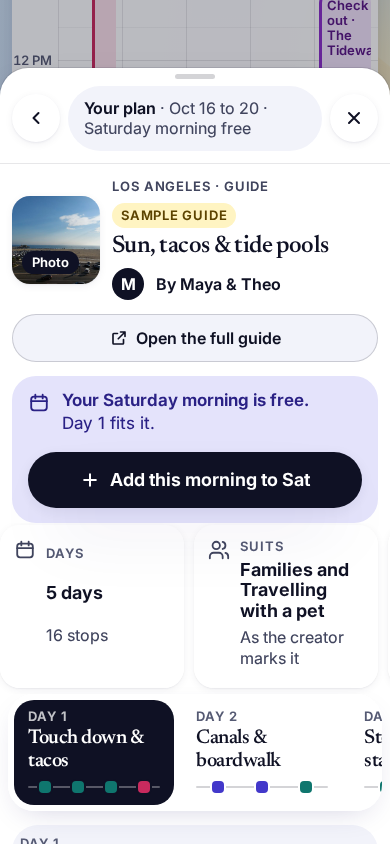 Check
out ·
The
Tidewa
12 PM
Your plan · Oct 16 to 20 ·
Saturday morning free
LOS ANGELES · GUIDE
SAMPLE GUIDE
Sun, tacos & tide pools
Photo
M
By Maya & Theo
Open the full guide
Your Saturday morning is free.
Day 1 fits it.
+ Add this morning to Sat
DAYS
5 days
16 stops
SUITS
Families and
Travelling
with a pet
As the creator
marks it
DAY 1
Touch down &
tacos
DAY 2
Canals &
boardwalk
DA
St
sta
DAY 1